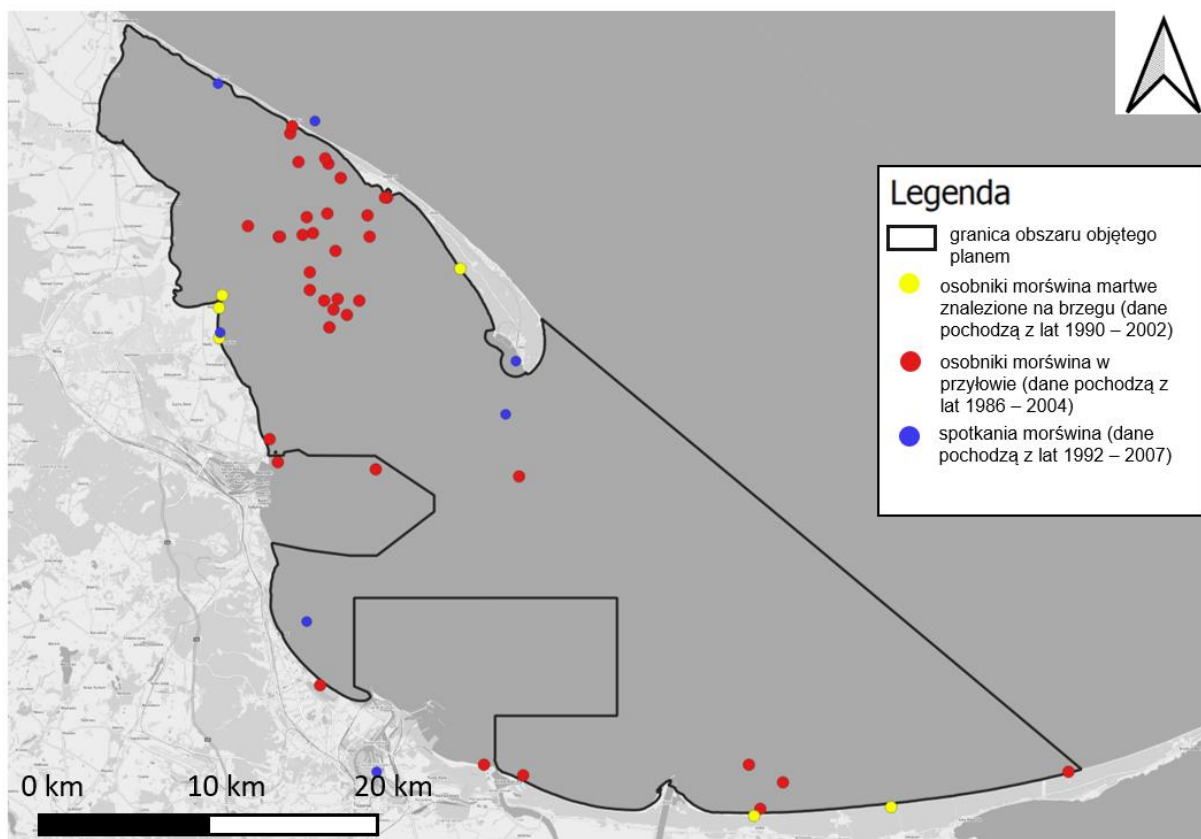 Legenda
granica obszaru objętego
planem
osobniki morświna martwe
znalezione na brzegu (dane
pochodzą z lat 1990 – 2002)
osobniki morświna w
przyłowie (dane pochodzą z
lat 1986 – 2004)
spotkania morświna (dane
pochodzą z lat 1992 – 2007)
0 km 10 km 20 km